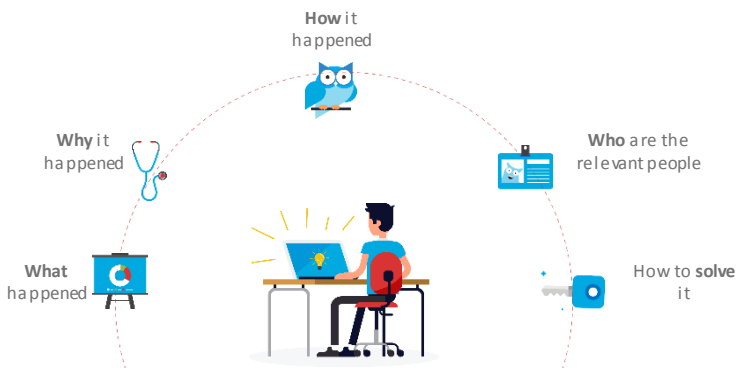 How it
happened
Why it
happened
Who are the
relevant people
What
happened
How to solve
it